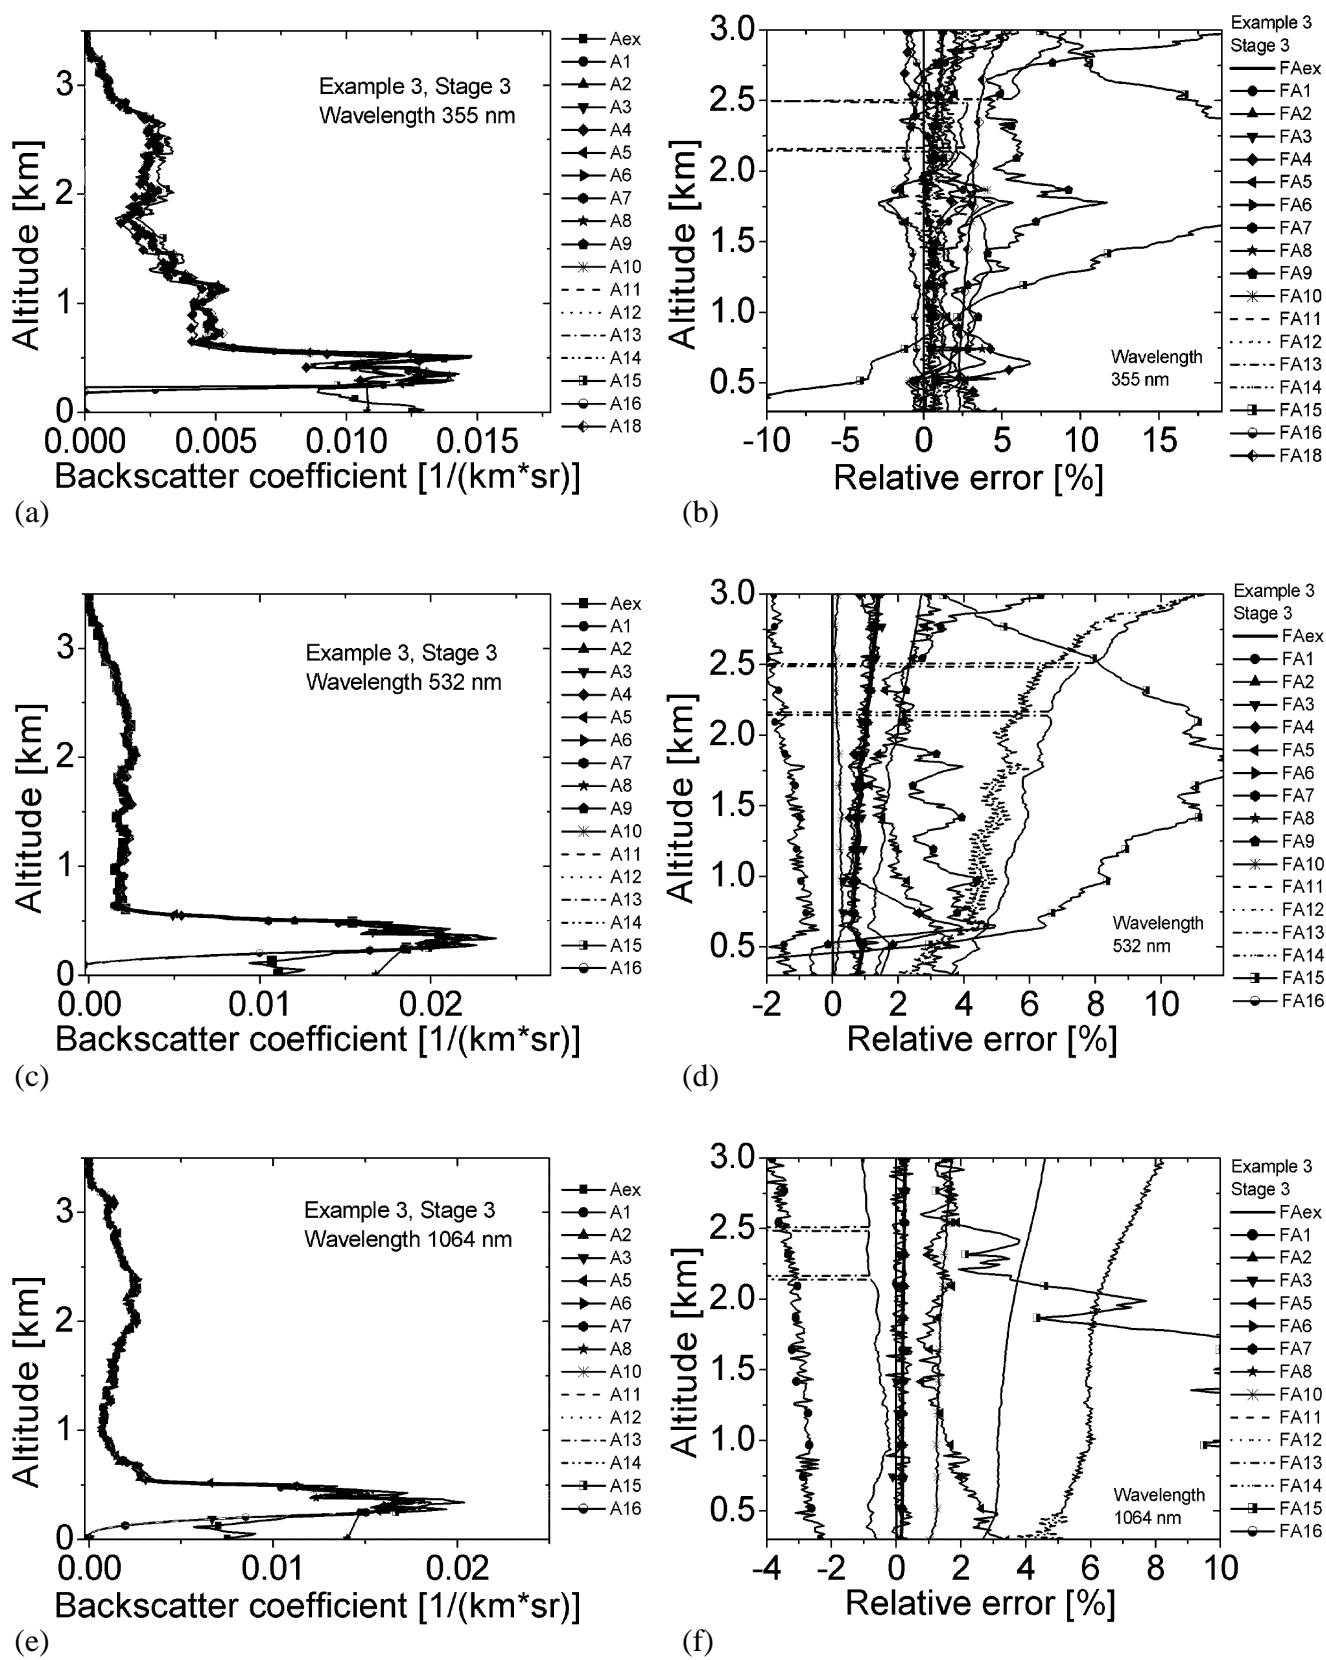 Altitude [km]
3
2
1
0
0.000 0.005 0.010 0.015
Backscatter coefficient [1/(km*sr)]
Example 3, Stage 3
Wavelength 355 nm
Aex
A1
A2
A3
A4
A5
A6
A7
A8
A9
A10
A11
A12
A13
A14
A15
A16
A18
(a)
Altitude [km]
3.0
2.5
2.0
1.5
1.0
0.5
-10 -5 0 5 10 15
Relative error [%]
Wavelength
355 nm
Example 3
Stage 3
FAex
FA1
FA2
FA3
FA4
FA5
FA6
FA7
FA8
FA9
FA10
FA11
FA12
FA13
FA14
FA15
FA16
FA18
(b)
Altitude [km]
3
2
1
0
0.00 0.01 0.02
Backscatter coefficient [1/(km*sr)]
Example 3, Stage 3
Wavelength 532 nm
Aex
A1
A2
A3
A4
A5
A6
A7
A8
A9
A10
A11
A12
A13
A14
A15
A16
(c)
Altitude [km]
3.0
2.5
2.0
1.5
1.0
0.5
-2 0 2 4 6 8 10
Relative error [%]
Wavelength
532 nm
Example 3
Stage 3
FAex
FA1
FA2
FA3
FA4
FA5
FA6
FA7
FA8
FA9
FA10
FA11
FA12
FA13
FA14
FA15
FA16
(d)
Altitude [km]
3
2
1
0
0.00 0.01 0.02
Backscatter coefficient [1/(km*sr)]
Example 3, Stage 3
Wavelength 1064 nm
Aex
A1
A2
A3
A5
A6
A7
A8
A10
A11
A12
A13
A14
A15
A16
(e)
Altitude [km]
3.0
2.5
2.0
1.5
1.0
0.5
-4 -2 0 2 4 6 8 10
Relative error [%]
Wavelength
1064 nm
Example 3
Stage 3
FAex
FA1
FA2
FA3
FA5
FA6
FA7
FA8
FA10
FA11
FA12
FA13
FA14
FA15
FA16
(f)